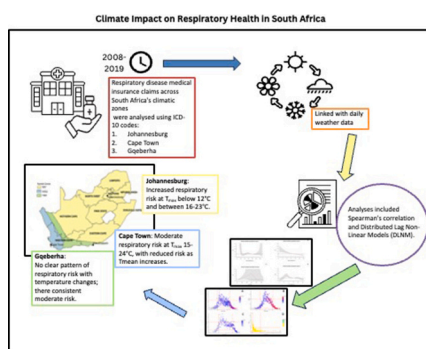 Climate Impact on Respiratory Health in South Africa
2008-
2019
Respiratory disease medical
insurance claims across
South Africa's climatic
zones
were analysed using ICD-
10 codes:
1. Johannesburg
2. Cape Town
3. Gqeberha
Linked with daily
weather data
Analyses included
Spearman's correlation
and Distributed Lag Non-
Linear Models (DLNM).
Johannesburg:
Increased respiratory
risk at Tmin below 12°C
and between 16-23°C.
Cape Town: Moderate
respiratory risk at Tmin 15-
24°C, with reduced risk as
Tmean increases.
Gqeberha:
No clear pattern of
respiratory risk with
temperature changes;
there consistent
moderate risk.